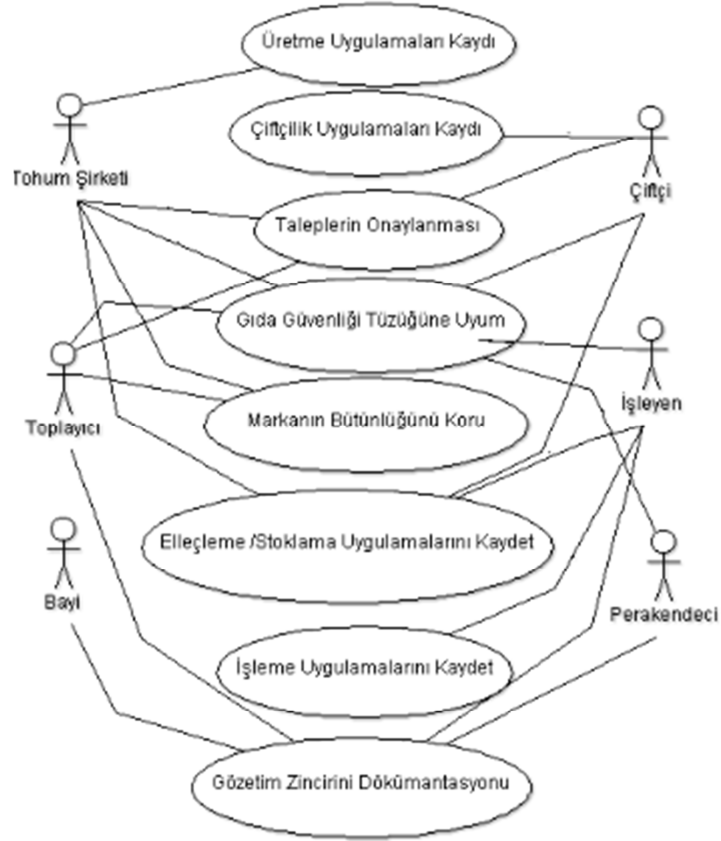 Üretme Uygulamaları Kaydı
Çiftçilik Uygulamaları Kaydı
Tohum Şirketi
Çiftçi
Taleplerin Onaylanması
Gıda Güvenliği Tüzüğüne Uyum
İşleyen
Toplayıcı
Markanın Bütünlüğünü Koru
Elleçleme /Stoklama Uygulamalarını Kaydet
Bayi
Perakendeci
İşleme Uygulamalarını Kaydet
Gözetim Zincirini Dökümantasyonu